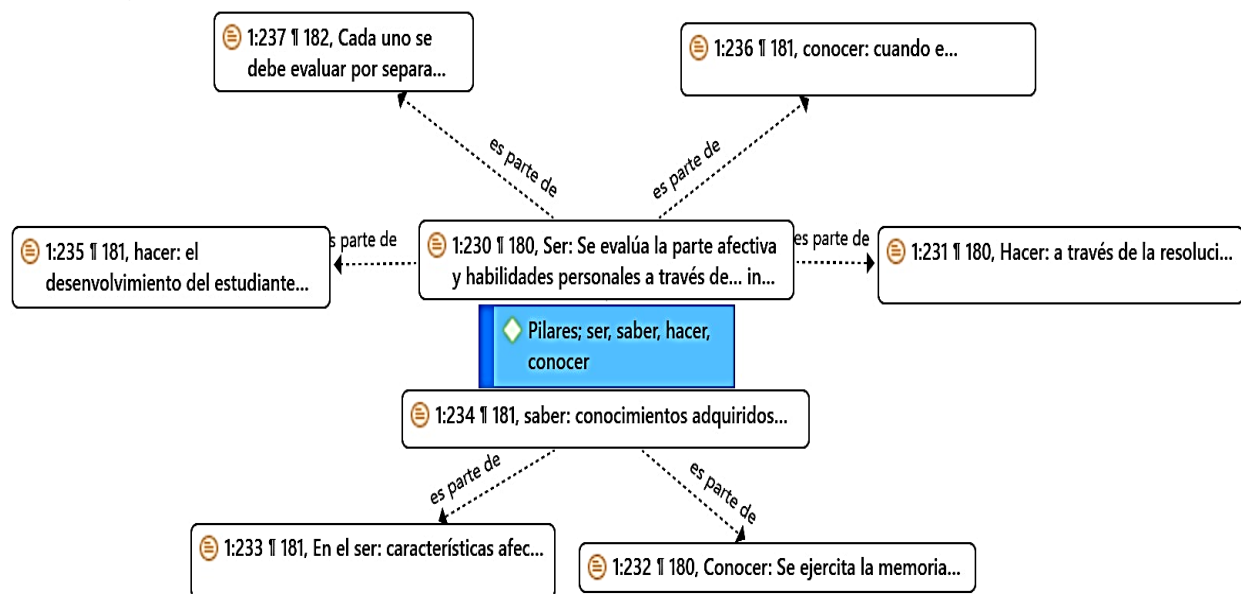 1:237 ¶ 182, Cada uno se
debe evaluar por separa...
1:236 ¶ 181, conocer: cuando e...
es parte de
es parte de
1:235 ¶ 181, hacer: el
desenvolvimiento del estudiante...
s parte de
1:230 ¶ 180, Ser: Se evalúa la parte afectiva
y habilidades personales a través de... in...
es parte de
1:231 ¶ 180, Hacer: a través de la resoluci...
Pilares; ser, saber, hacer,
conocer
1:234 ¶ 181, saber: conocimientos adquiridos...
es parte de
es parte de
1:233 ¶ 181, En el ser: características afec...
1:232 ¶ 180, Conocer: Se ejercita la memoria...